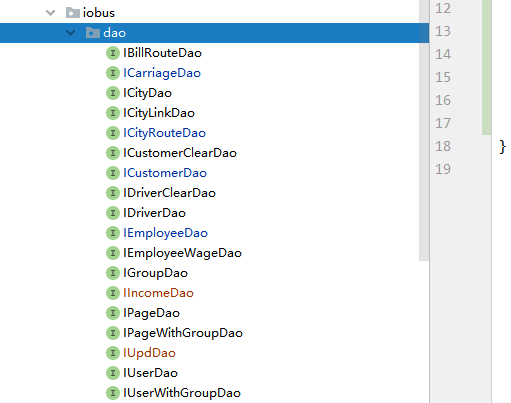 iobus
dao
IBillRouteDao
ICarriageDao
ICityDao
ICityLinkDao
ICityRouteDao
ICustomerClearDao
ICustomerDao
IDriverClearDao
IDriverDao
IEmployeeDao
IEmployeeWageDao
IGroupDao
IIncomeDao
IPageDao
IPageWithGroupDao
IUpdDao
IUserDao
IUserWithGroupDao
12
13
14
15
16
17
18 }
19